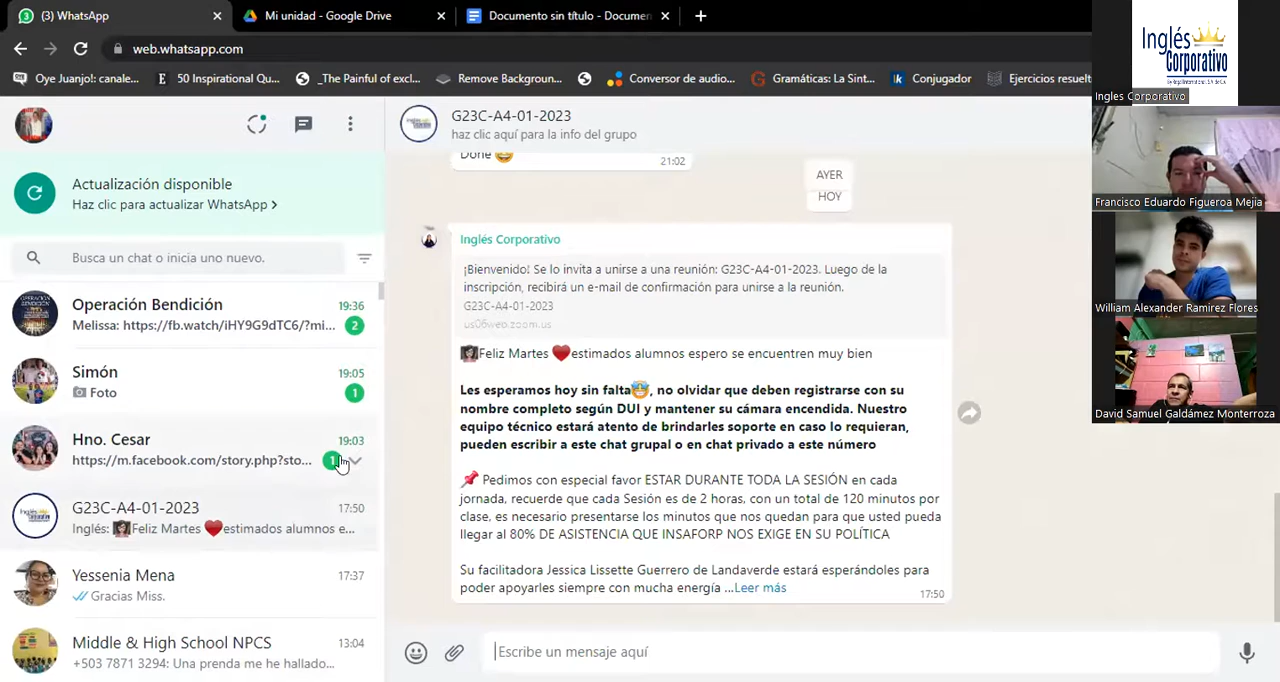 (3) WhatsApp
Mi unidad - Google Drive
Documento sin título - Documen
web.whatsapp.com
Oye Juanjo!: canale...
50 Inspirational Qu...
_The Painful of excl...
Remove Backgroun...
Conversor de audio...
Gramáticas: La Sint...
Conjugador
Ejercicios resuelt
Actualización disponible
Haz clic para actualizar WhatsApp
Busca un chat o inicia uno nuevo.
Operación Bendición
19:36
Melissa: https://fb.watch/iHY9G9dTC6/?mi...
2
Simón
19:05
Foto
1
Hno. Cesar
19:03
https://m.facebook.com/story.php?sto...
1
G23C-A4-01-2023
17:50
Inglés: Feliz Martes estimados alumnos e...
Yessenia Mena
17:37
Gracias Miss.
Middle & High School NPCS
13:04
+503 7871 3294: Una prenda me he hallado...
G23C-A4-01-2023
haz clic aquí para la info del grupo
Done
21:02
AYER
HOY
Inglés Corporativo
¡Bienvenido! Se lo invita a unirse a una reunión: G23C-A4-01-2023. Luego de la
inscripción, recibirá un e-mail de confirmación para unirse a la reunión.
G23C-A4-01-2023
us06web.zoom.us
Feliz Martes estimados alumnos espero se encuentren muy bien
Les esperamos hoy sin falta, no olvidar que deben registrarse con su
nombre completo según DUI y mantener su cámara encendida. Nuestro
equipo técnico estará atento de brindarles soporte en caso lo requieran,
pueden escribir a este chat grupal o en chat privado a este número
Pedimos con especial favor ESTAR DURANTE TODA LA SESIÓN en cada
jornada, recuerde que cada Sesión es de 2 horas, con un total de 120 minutos por
clase, es necesario presentarse los minutos que nos quedan para que usted pueda
llegar al 80% DE ASISTENCIA QUE INSAFORP NOS EXIGE EN SU POLÍTICA
Su facilitadora Jessica Lissette Guerrero de Landaverde estará esperándoles para
poder apoyarles siempre con mucha energía ...Leer más
17:50
Escribe un mensaje aquí
Inglés
Corporativo
Ingles Corporativo
Francisco Eduardo Figueroa Mejia
William Alexander Ramirez Flores
David Samuel Galdámez Monterroza